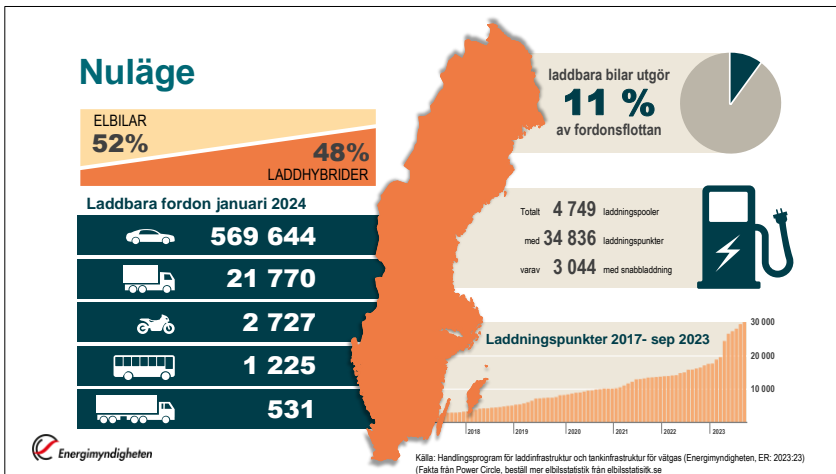 Nuläge
ELBILAR
52%
48%
LADDHYBRIDER
Laddbara fordon januari 2024
569 644
21 770
2 727
1 225
531
Energimyndigheten
laddbara bilar utgör
11 %
av fordonsflottan
Totalt 4 749 laddningspooler
med 34 836 laddningspunkter
varav 3 044 med snabbladdning
Laddningspunkter 2017- sep 2023
30 000
20 000
10 000
2018 2019 2020 2021 2022 2023
Källa: Handlingsprogram för laddinfrastruktur och tankinfrastruktur för vätgas (Energimyndigheten, ER: 2023:23)
(Fakta från Power Circle, beställ mer elbilsstatistik från elbilsstatisitk.se